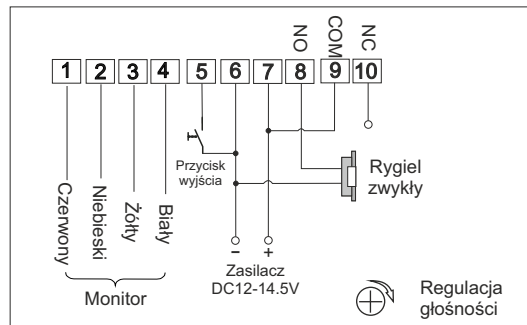 NO
COM
NC
1 2 3 4 5 6 7 8 9 10
Czerwony
Niebieski
Żółty
Biały
Przycisk
wyjścia
Rygiel
zwykły
- +
Monitor
Zasilacz
DC12-14.5V
Regulacja
głośności